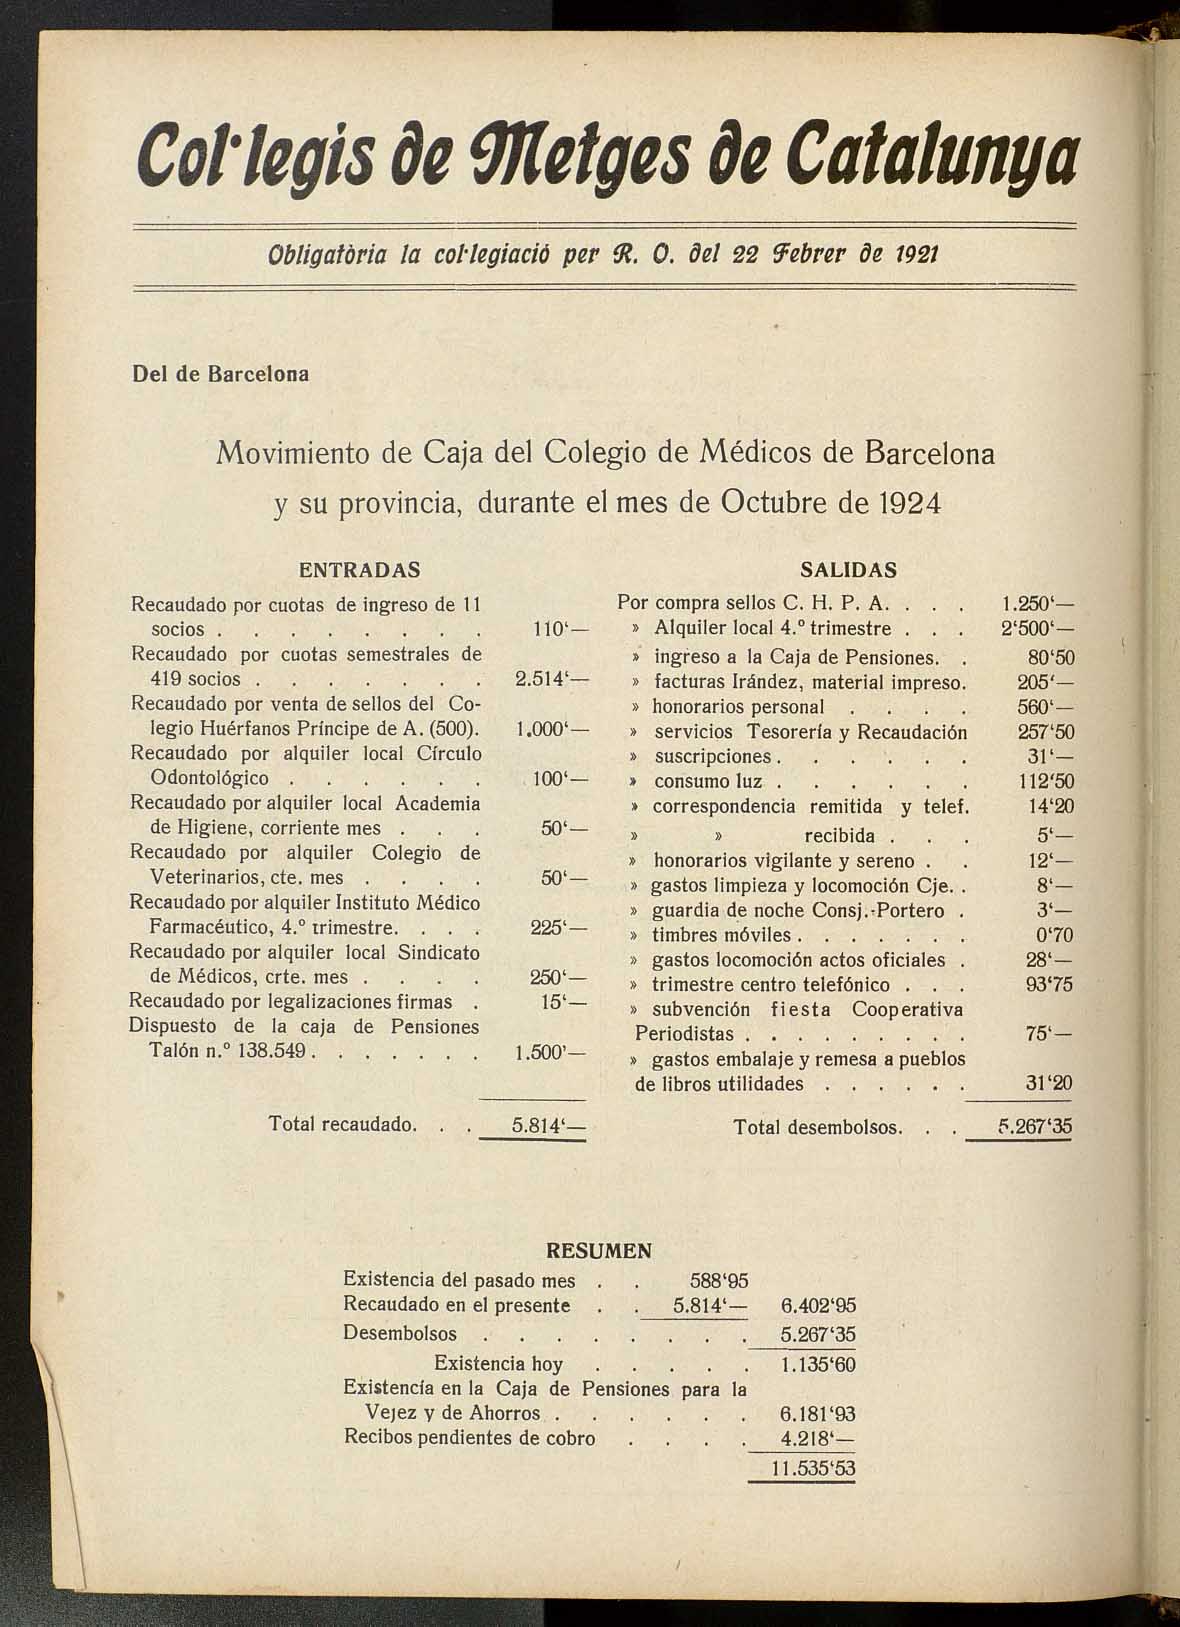 Col·legis de Metges de Catalunya
Obligatòria la col·legiació per R. O. del 22 Febrer de 1921
Del de Barcelona
Movimiento de Caja del Colegio de Médicos de Barcelona
y su provincia, durante el mes de Octubre de 1924
ENTRADAS
Recaudado por cuotas de ingreso de 11
socios . . . . . . . . 110‘—
Recaudado por cuotas semestrales de
419 socios . . . . . . . 2.514‘—
Recaudado por venta de sellos del Co-
legio Huérfanos Príncipe de A. (500). 1.000‘—
Recaudado por alquiler local Círculo
Odontológico . . . . . . 100‘—
Recaudado por alquiler local Academia
de Higiene, corriente mes . . . 50‘—
Recaudado por alquiler Colegio de
Veterinarios, cte. mes . . . . 50‘—
Recaudado por alquiler Instituto Médico
Farmacéutico, 4.º trimestre. . . . 225‘—
Recaudado por alquiler local Sindicato
de Médicos, crte. mes . . . . 250‘—
Recaudado por legalizaciones firmas . 15‘—
Dispuesto de la caja de Pensiones
Talón n.º 138.549 . . . . . . 1.500’—
Total recaudado. . . 5.814‘—
SALIDAS
Por compra sellos C. H. P. A. . . . 1.250‘—
» Alquiler local 4.º trimestre . . . 2‘500‘—
» ingreso a la Caja de Pensiones. . 80‘50
» facturas Irández, material impreso. 205‘—
» honorarios personal . . . . 560‘—
» servicios Tesorería y Recaudación 257‘50
» suscripciones . . . . . . 31‘—
» consumo luz . . . . . . 112‘50
» correspondencia remitida y telef. 14‘20
» » recibida . . . 5‘—
» honorarios vigilante y sereno . . 12‘—
» gastos limpieza y locomoción Cje. . 8‘—
» guardia de noche Consj.-Portero . 3‘—
» timbres móviles . . . . . . . 0‘70
» gastos locomoción actos oficiales . 28‘—
» trimestre centro telefónico . . . 93‘75
» subvención fiesta Cooperativa
Periodistas . . . . . . . . . 75‘—
» gastos embalaje y remesa a pueblos
de libros utilidades . . . . . . 31‘20
Total desembolsos. . . 5.267‘35
RESUMEN
Existencia del pasado mes . . 588‘95
Recaudado en el presente . . 5.814‘— 6.402‘95
Desembolsos . . . . . . . . 5.267‘35
Existencia hoy . . . . . 1.135‘60
Existencía en la Caja de Pensiones para la
Vejez y de Ahorros . . . . . . 6.181‘93
Recibos pendientes de cobro . . . . 4.218‘—
11.535‘53